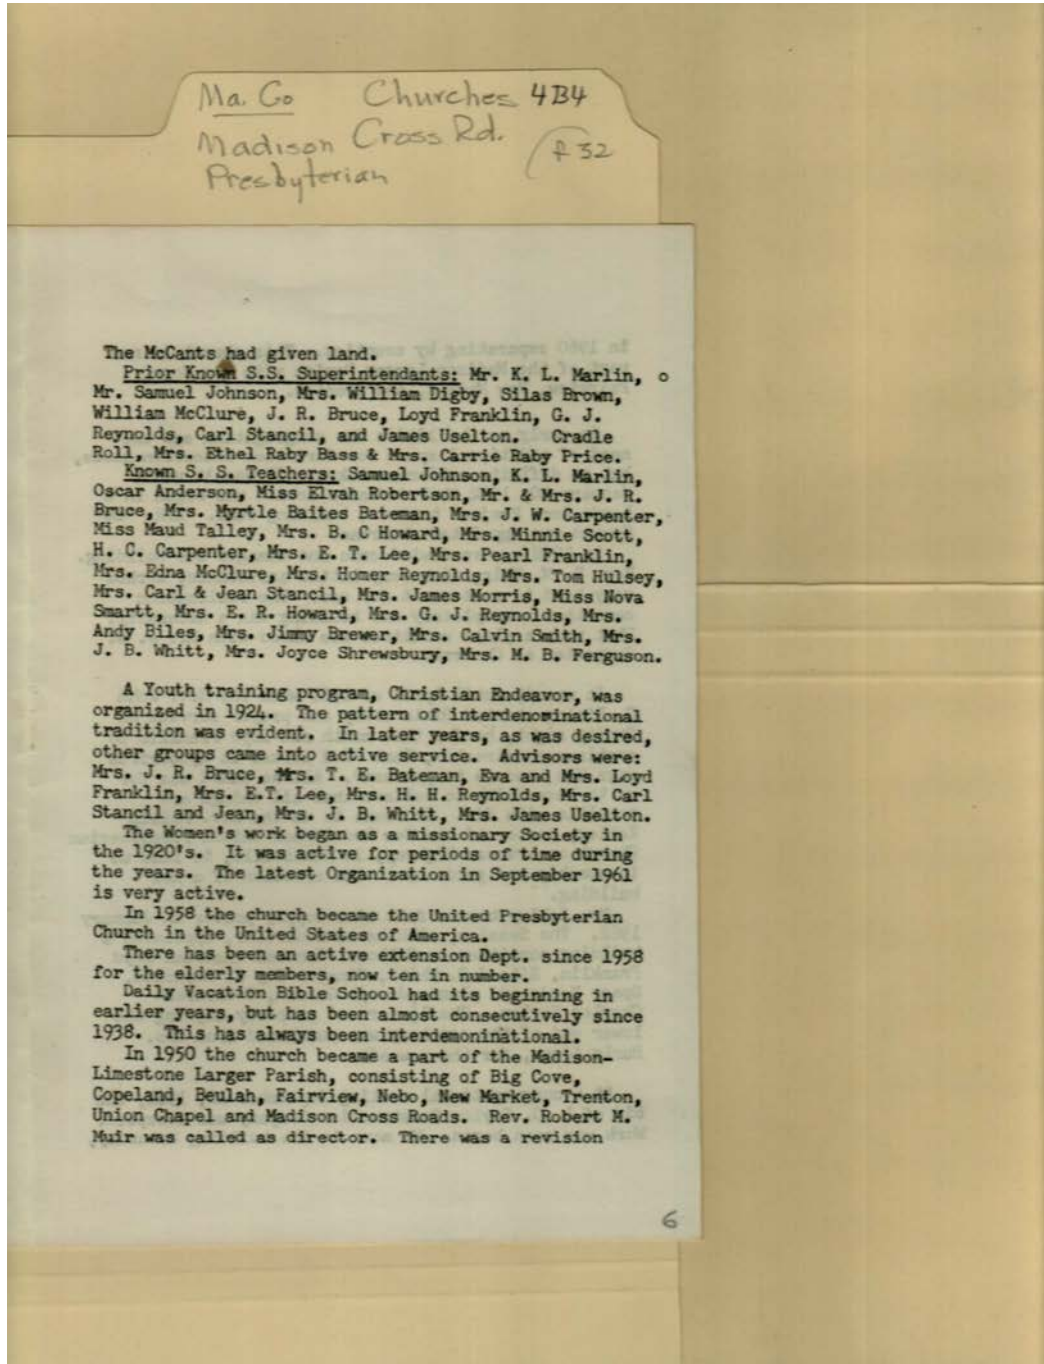 Ma. Co Churches 4B4
Madison Cross Rd. f 32
Presbyterian
The McCants had given land.
Prior Known S.S. Superintendants: Mr. K. L. Marlin, o
Mr. Samuel Johnson, Mrs. William Digby, Silas Brown,
William McClure, J. R. Bruce, Loyd Franklin, G. J.
Reynolds, Carl Stancil, and James Uselton. Cradle
Roll, Mrs. Ethel Raby Bass & Mrs. Carrie Raby Price.
Known S. S. Teachers: Samuel Johnson, K. L. Marlin,
Oscar Anderson, Miss Elvah Robertson, Mr. & Mrs. J. R.
Bruce, Mrs. Myrtle Baites Bateman, Mrs. J. W. Carpenter,
Miss Maud Talley, Mrs. B. C Howard, Mrs. Minnie Scott,
H. C. Carpenter, Mrs. E. T. Lee, Mrs. Pearl Franklin,
Mrs. Edna McClure, Mrs. Homer Reynolds, Mrs. Tom Hulsey,
Mrs. Carl & Jean Stancil, Mrs. James Morris, Miss Nova
Smartt, Mrs. E. R. Howard, Mrs. G. J. Reynolds, Mrs.
Andy Biles, Mrs. Jimmy Brewer, Mrs. Calvin Smith, Mrs.
J. B. Whitt, Mrs. Joyce Shrewsbury, Mrs. M. B. Ferguson.
A Youth training program, Christian Endeavor, was
organized in 1924. The pattern of interdenominational
tradition was evident. In later years, as was desired,
other groups came into active service. Advisors were:
Mrs. J. R. Bruce, Mrs. T. E. Bateman, Eva and Mrs. Loyd
Franklin, Mrs. E.T. Lee, Mrs. H. H. Reynolds, Mrs. Carl
Stancil and Jean, Mrs. J. B. Whitt, Mrs. James Uselton.
The Women's work began as a missionary Society in
the 1920's. It was active for periods of time during
the years. The latest Organization in September 1961
is very active.
In 1958 the church became the United Presbyterian
Church in the United States of America.
There has been an active extension Dept. since 1958
for the elderly members, now ten in number.
Daily Vacation Bible School had its beginning in
earlier years, but has been almost consecutively since
1938. This has always been interdemoninational.
In 1950 the church became a part of the Madison-
Limestone Larger Parish, consisting of Big Cove,
Copeland, Beulah, Fairview, Nebo, New Market, Trenton,
Union Chapel and Madison Cross Roads. Rev. Robert M.
Muir was called as director. There was a revision
6